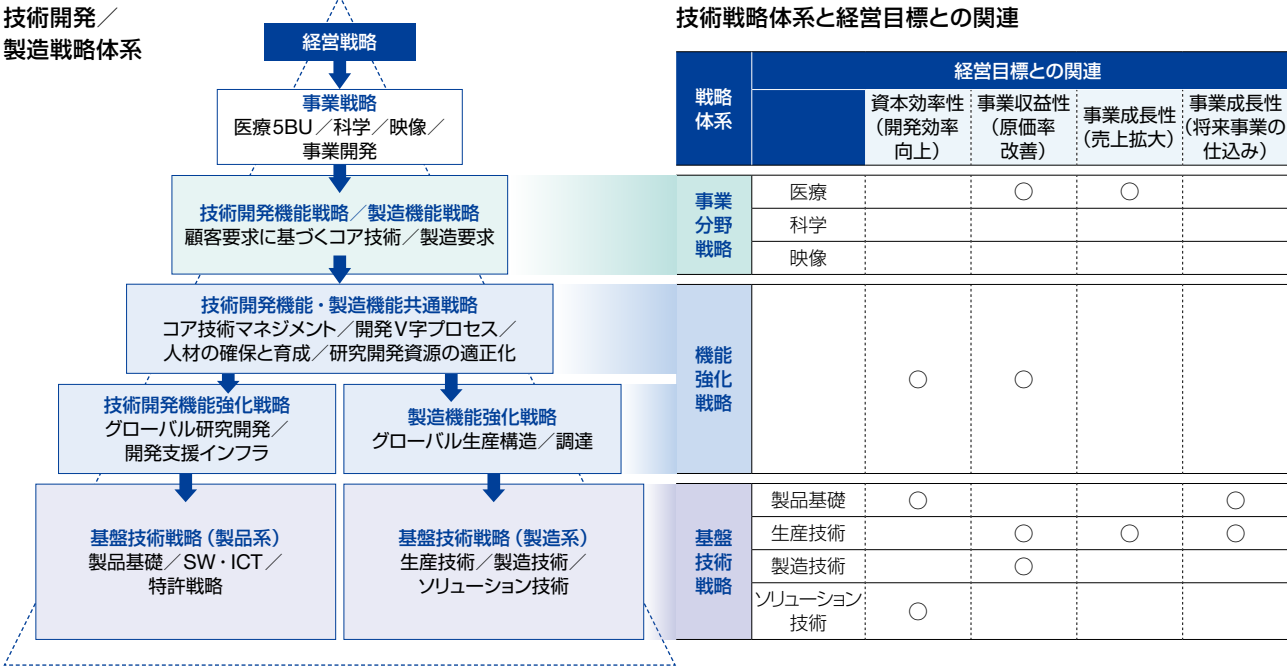 技術開発／
製造戦略体系
経営戦略
事業戦略
医療5BU／科学／映像／
事業開発
技術開発機能戦略／製造機能戦略
顧客要求に基づくコア技術／製造要求
技術開発機能・製造機能共通戦略
コア技術マネジメント／開発V字プロセス／
人材の確保と育成／研究開発資源の適正化
技術開発機能強化戦略
グローバル研究開発／
開発支援インフラ
製造機能強化戦略
グローバル生産構造／調達
基盤技術戦略（製品系）
製品基礎／SW・ICT／
特許戦略
基盤技術戦略（製造系）
生産技術／製造技術／
ソリューション技術
技術戦略体系と経営目標との関連
戦略
体系
経営目標との関連
資本効率性
（開発効率
向上）
事業収益性
（原価率
改善）
事業成長性
（売上拡大）
事業成長性
（将来事業の
仕込み）
事業
分野
戦略
医療 ○ ○
科学
映像
機能
強化
戦略
○ ○
基盤
技術
戦略
製品基礎 ○ ○
生産技術 ○ ○ ○
製造技術 ○
ソリューション
技術 ○